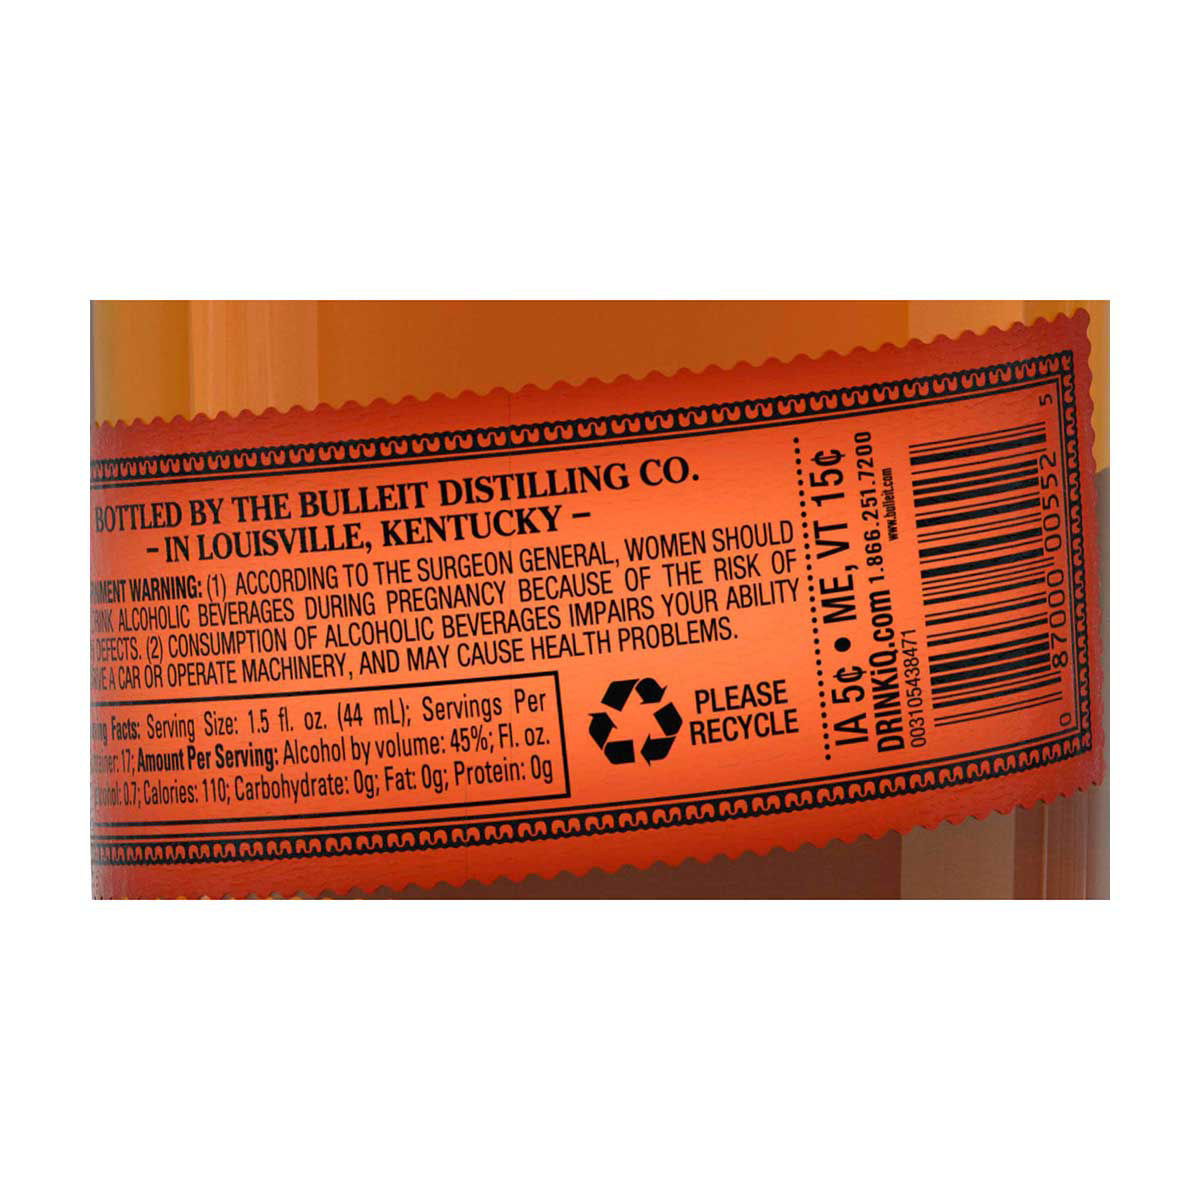 BOTTLED BY THE BULLEIT DISTILLING CO.
- IN LOUISVILLE, KENTUCKY -
WARNING: (1) ACCORDING TO THE SURGEON GENERAL, WOMEN SHOULD
ALCOHOLIC BEVERAGES DURING PREGNANCY BECAUSE OF THE RISK OF
DEFECTS. (2) CONSUMPTION OF ALCOHOLIC BEVERAGES IMPAIRS YOUR ABILITY
A CAR OR OPERATE MACHINERY, AND MAY CAUSE HEALTH PROBLEMS.
Facts: Serving Size: 1.5 fl. oz. (44 mL); Servings Per
17; Amount Per Serving: Alcohol by volume: 45%; Fl. oz.
0.7; Calories: 110; Carbohydrate: 0g; Fat: 0g; Protein: 0g
PLEASE
RECYCLE
IA 5¢ • ME, VT 15¢
DRINKiQ.com 1.866.251.7200
www.bulleit.com
003105438471
0 87000 00552 5